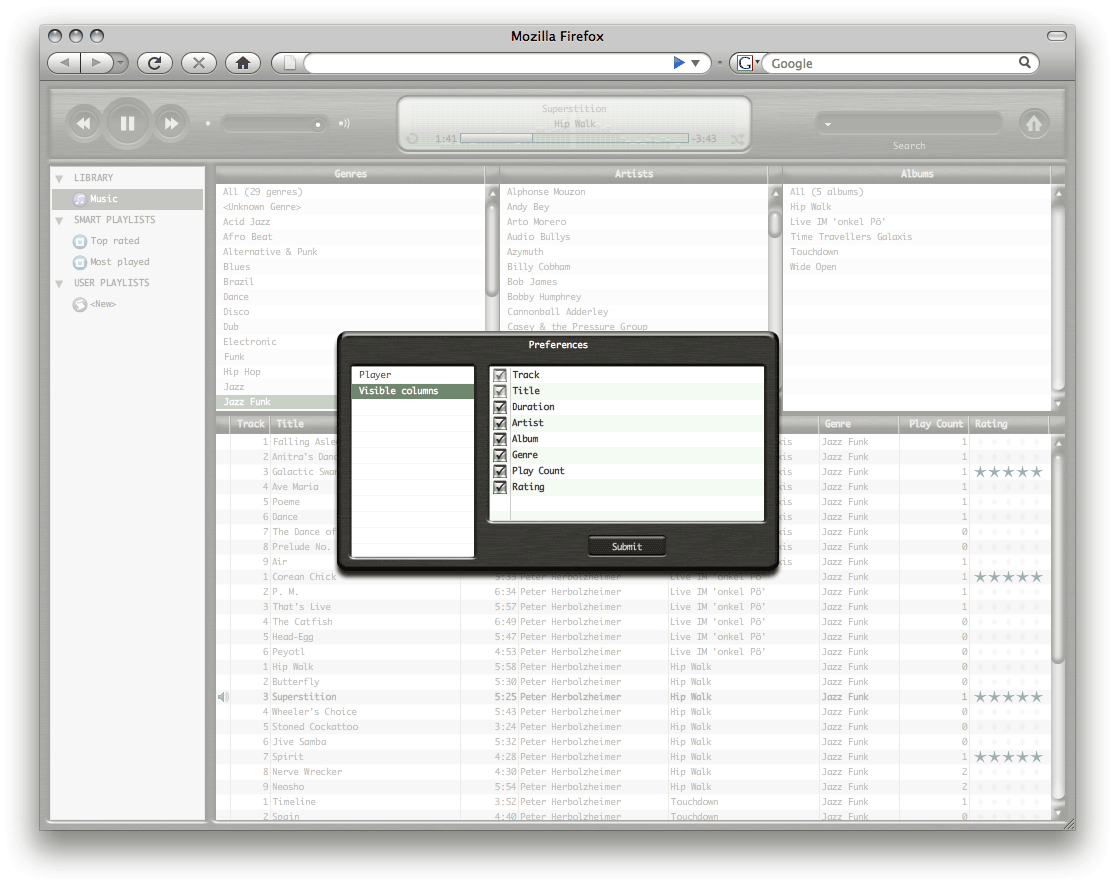 Mozilla Firefox
G Google
Superstition
Hip Walk
1:41 -3:43
Search
LIBRARY
Music
SMART PLAYLISTS
Top rated
Most played
USER PLAYLISTS
<New>
Genres
All (29 genres)
<Unknown Genre>
Acid Jazz
Afro Beat
Alternative & Punk
Blues
Brazil
Dance
Disco
Dub
Electronic
Funk
Hip Hop
Jazz
Jazz Funk
Artists
Alphonse Mouzon
Andy Bey
Arto Morero
Audio Bullys
Azymuth
Billy Cobham
Bob James
Bobby Humphrey
Cannonball Adderley
Casey & the Pressure Group
Albums
All (5 albums)
Hip Walk
Live IM 'onkel Pö'
Time Travellers Galaxis
Touchdown
Wide Open
Preferences
Player
Visible columns
Track
Title
Duration
Artist
Album
Genre
Play Count
Rating
Submit
Track Title Genre Play Count Rating
1 Falling Aslee Jazz Funk 1
2 Anitra's Danc Jazz Funk 1
3 Galactic Swa Jazz Funk 1 ★★★★★
4 Ave Maria Jazz Funk 1
5 Poeme Jazz Funk 1
6 Dance Jazz Funk 1
7 The Dance of Jazz Funk 0
8 Prelude No. Jazz Funk 0
9 Air Jazz Funk 0
1 Corean Chick 5:35 Peter Herbolzheimer Live IM 'onkel Pö' Jazz Funk 1 ★★★★★
2 P. M. 6:34 Peter Herbolzheimer Live IM 'onkel Pö' Jazz Funk 1
3 That's Live 5:57 Peter Herbolzheimer Live IM 'onkel Pö' Jazz Funk 1
4 The Catfish 6:49 Peter Herbolzheimer Live IM 'onkel Pö' Jazz Funk 0
5 Head-Egg 5:47 Peter Herbolzheimer Live IM 'onkel Pö' Jazz Funk 0
6 Peyotl 4:53 Peter Herbolzheimer Live IM 'onkel Pö' Jazz Funk 0
1 Hip Walk 5:58 Peter Herbolzheimer Hip Walk Jazz Funk 0
2 Butterfly 5:30 Peter Herbolzheimer Hip Walk Jazz Funk 0
3 Superstition 5:25 Peter Herbolzheimer Hip Walk Jazz Funk 1 ★★★★★
4 Wheeler's Choice 5:43 Peter Herbolzheimer Hip Walk Jazz Funk 0
5 Stoned Cockattoo 3:24 Peter Herbolzheimer Hip Walk Jazz Funk 0
6 Jive Samba 5:32 Peter Herbolzheimer Hip Walk Jazz Funk 0
7 Spirit 4:28 Peter Herbolzheimer Hip Walk Jazz Funk 1 ★★★★★
8 Nerve Wrecker 4:30 Peter Herbolzheimer Hip Walk Jazz Funk 2
9 Neosho 5:54 Peter Herbolzheimer Hip Walk Jazz Funk 2
1 Timeline 3:52 Peter Herbolzheimer Touchdown Jazz Funk 1
2 Spain 4:40 Peter Herbolzheimer Touchdown Jazz Funk 2